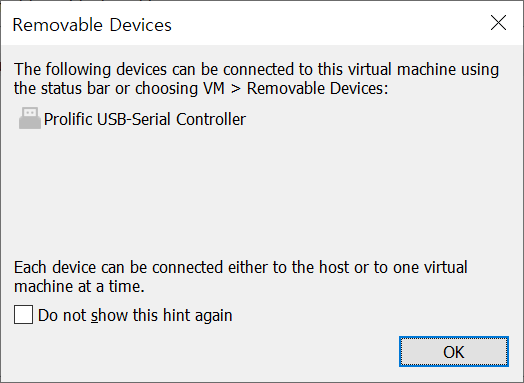 Removable Devices
The following devices can be connected to this virtual machine using
the status bar or choosing VM > Removable Devices:
Prolific USB-Serial Controller
Each device can be connected either to the host or to one virtual
machine at a time.
Do not show this hint again
OK